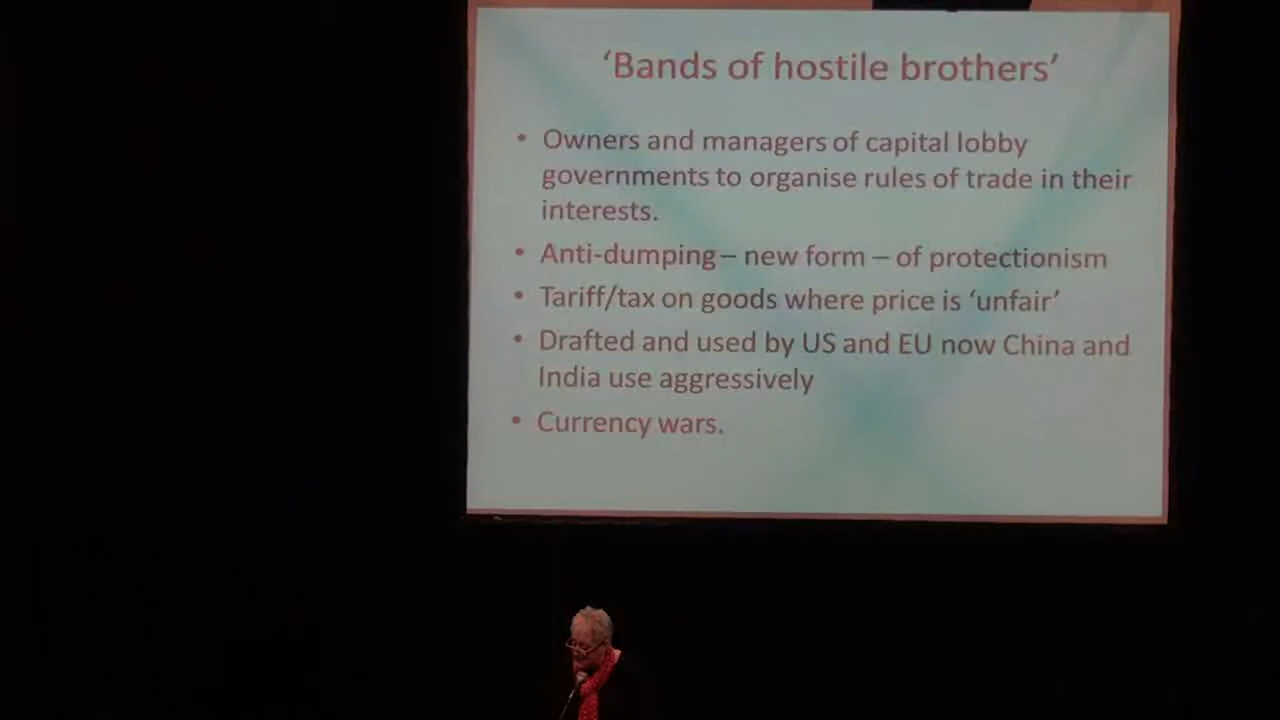 ‘Bands of hostile brothers’
• Owners and managers of capital lobby
governments to organise rules of trade in their
interests.
• Anti-dumping – new form – of protectionism
• Tariff/tax on goods where price is ‘unfair’
• Drafted and used by US and EU now China and
India use aggressively
• Currency wars.